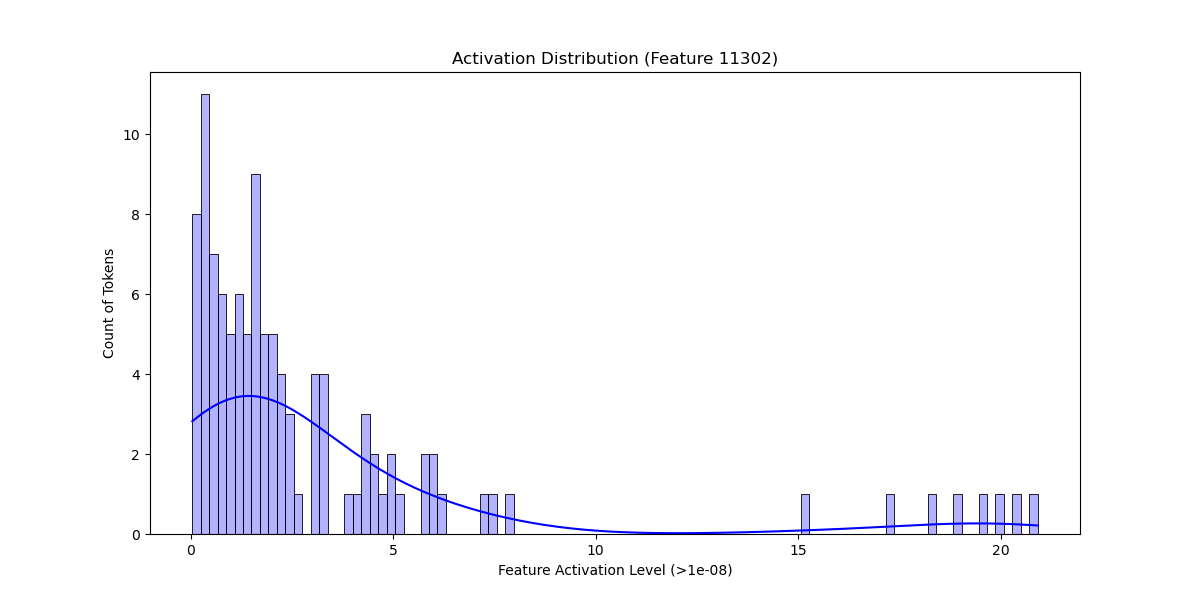 Activation Distribution (Feature 11302)
Count of Tokens
10
8
6
4
2
0
0 5 10 15 20
Feature Activation Level (>1e-08)